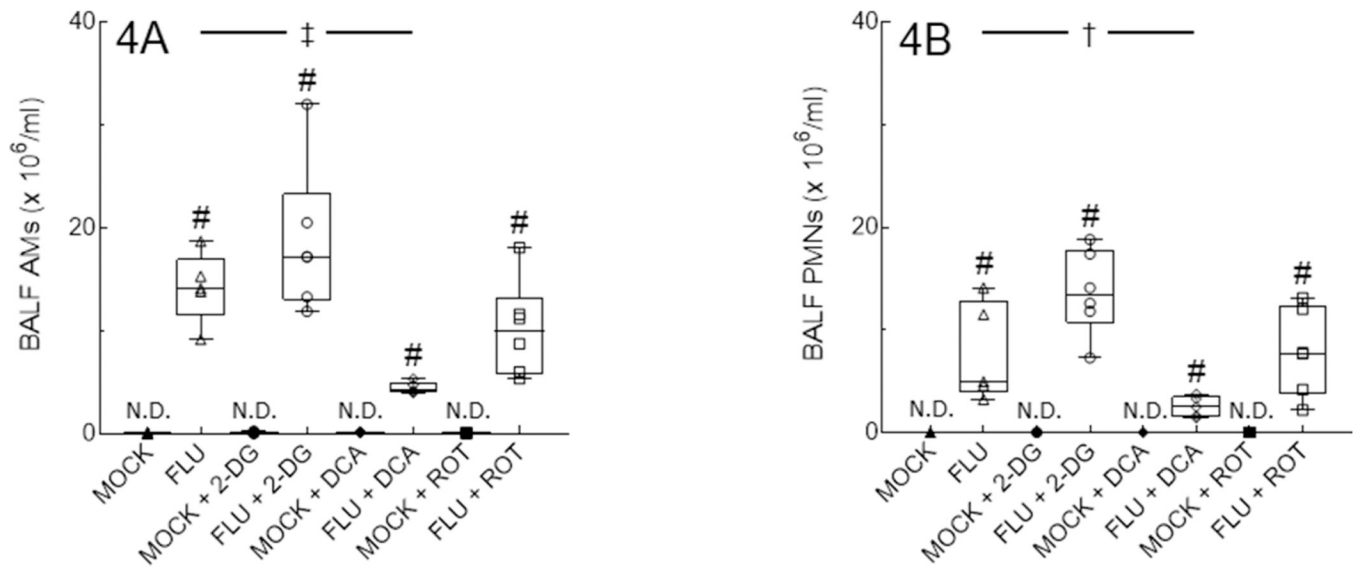 4A
‡
BALF AMs (x 10⁶/ml)
40
20
0
#
#
#
#
N.D.
N.D.
N.D.
N.D.
MOCK
FLU
MOCK + 2-DG
FLU + 2-DG
MOCK + DCA
FLU + DCA
MOCK + ROT
FLU + ROT
4B
†
BALF PMNs (x 10⁶/ml)
40
20
0
#
#
#
#
N.D.
N.D.
N.D.
N.D.
MOCK
FLU
MOCK + 2-DG
FLU + 2-DG
MOCK + DCA
FLU + DCA
MOCK + ROT
FLU + ROT